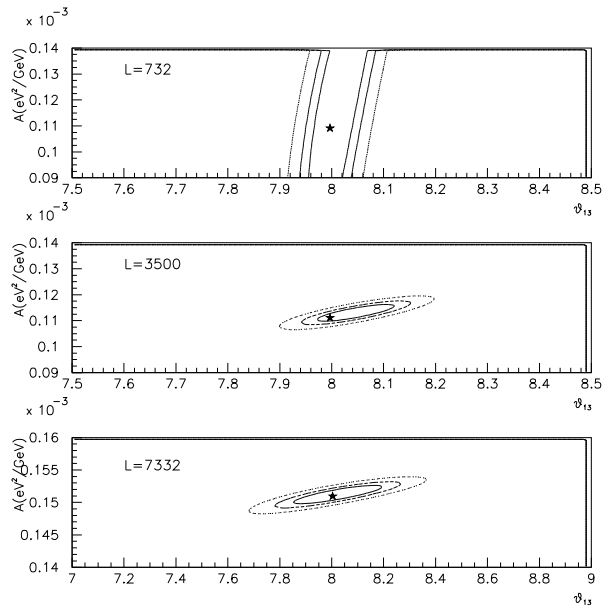 x 10⁻³
A(eV²/GeV)
0.14
0.13
0.12
0.11
0.1
0.09
L=732
7.5 7.6 7.7 7.8 7.9 8 8.1 8.2 8.3 8.4 8.5
ϑ₁₃
x 10⁻³
A(eV²/GeV)
0.14
0.13
0.12
0.11
0.1
0.09
L=3500
7.5 7.6 7.7 7.8 7.9 8 8.1 8.2 8.3 8.4 8.5
ϑ₁₃
x 10⁻³
A(eV²/GeV)
0.16
0.155
0.15
0.145
0.14
L=7332
7 7.2 7.4 7.6 7.8 8 8.2 8.4 8.6 8.8 9
ϑ₁₃